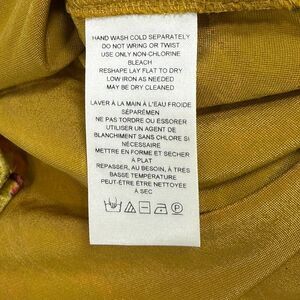 HAND WASH COLD SEPARATELY
DO NOT WRING OR TWIST
USE ONLY NON-CHLORINE
BLEACH
RESHAPE LAY FLAT TO DRY
LOW IRON AS NEEDED
MAY BE DRY CLEANED
LAVER À LA MAIN À L'EAU FROIDE
SÉPARÉMEN
NE PAS TORDRE OU ESSORER
UTILISER UN AGENT DE
BLANCHIMENT SANS CHLORE SI
NÉCESSAIRE
METTRE EN FORME ET SÉCHER
À PLAT
REPASSER, AU BESOIN, À TRÈS
BASSE TEMPÉRATURE
PEUT-ÊTRE ÊTRE NETTOYÉE
À SEC
P